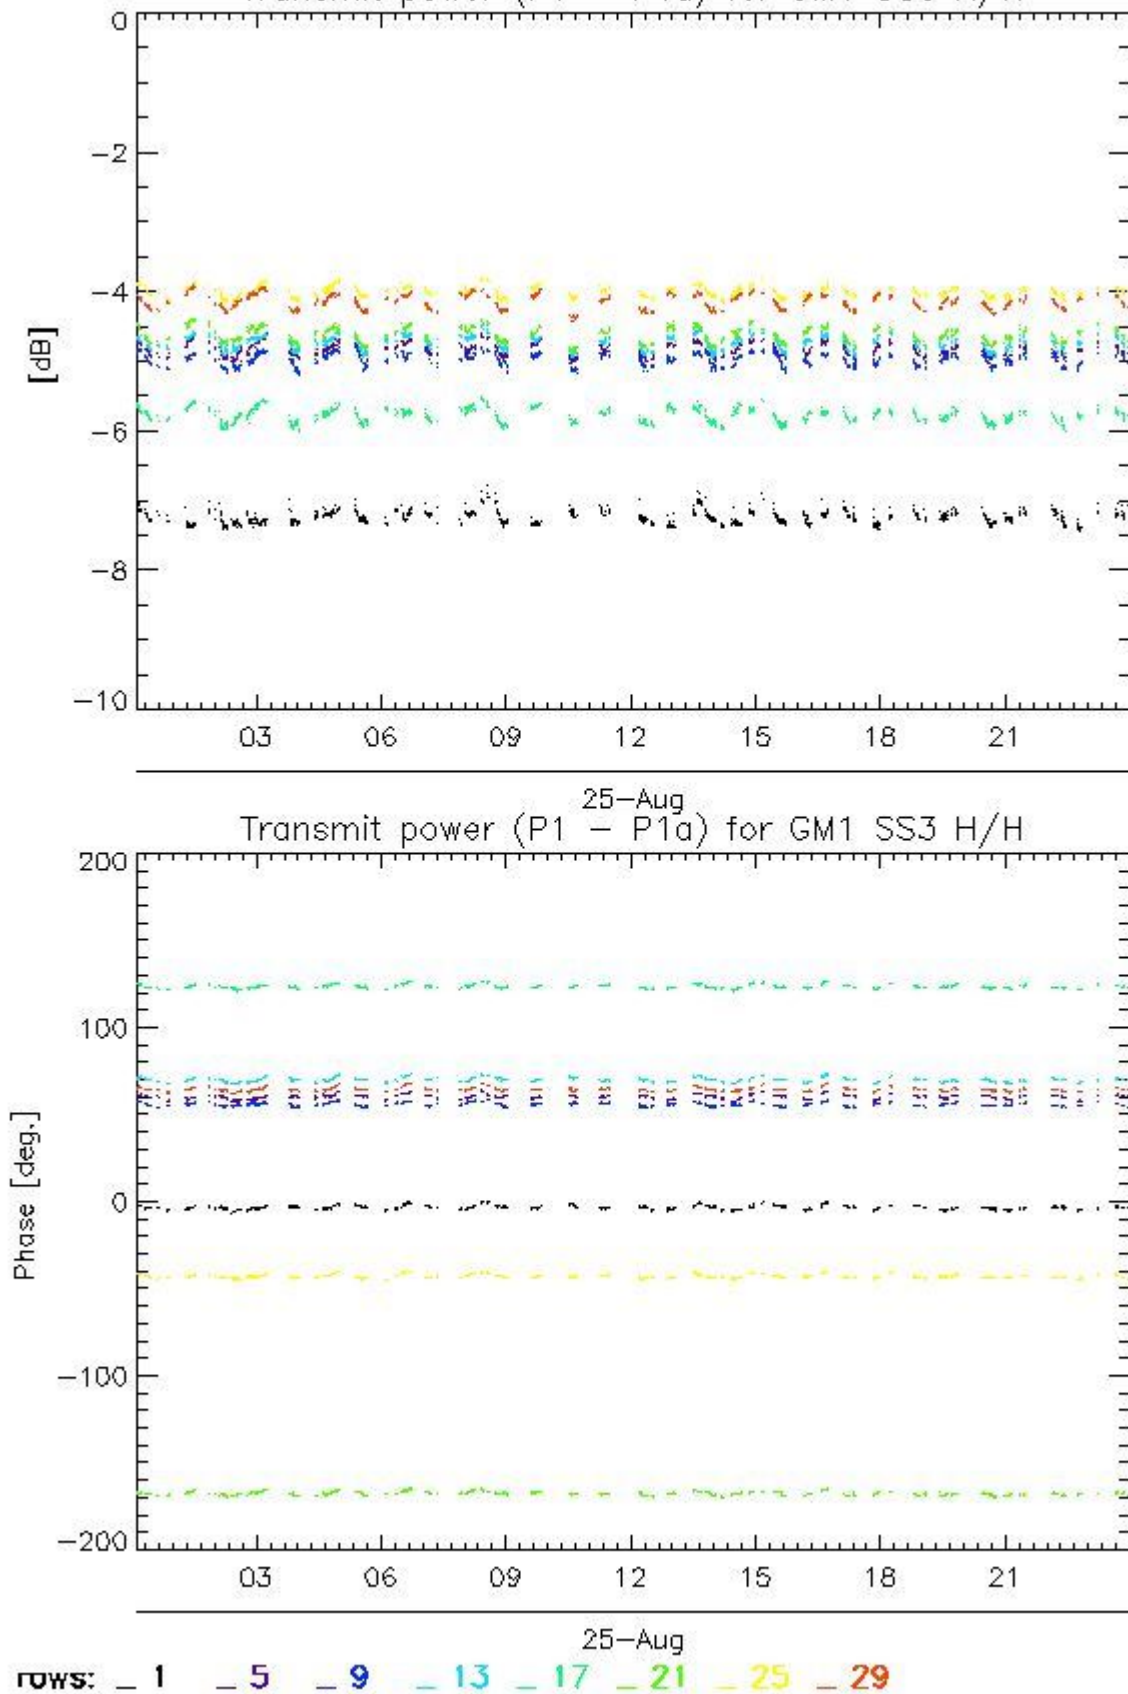 0
−2
−4
[dB]
−6
−8
−10
03 06 09 12 15 18 21
25−Aug
Transmit power (P1 − P1a) for GM1 SS3 H/H
200
100
0
Phase [deg.]
−100
−200
03 06 09 12 15 18 21
25−Aug
rows: _ 1 _ 5 _ 9 _ 13 _ 17 _ 21 _ 25 _ 29